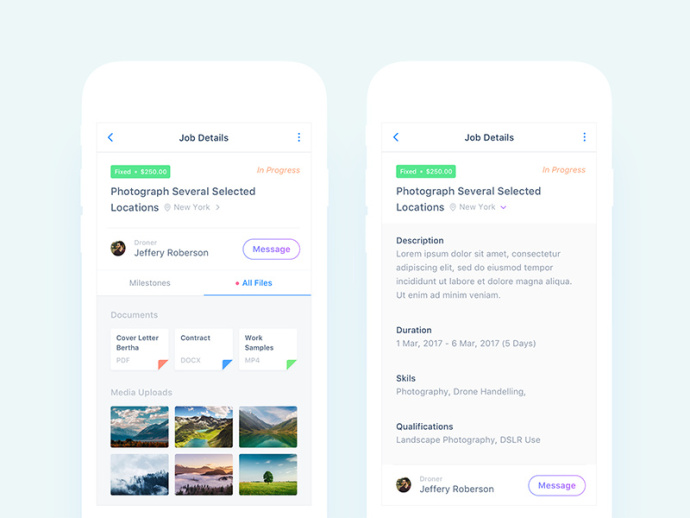 Job Details
Fixed • $250.00
In Progress
Photograph Several Selected
Locations New York
Droner
Jeffery Roberson
Message
Milestones
All Files
Documents
Cover Letter
Bertha
PDF
Contract
DOCX
Work
Samples
MP4
Media Uploads
Job Details
Fixed • $250.00
In Progress
Photograph Several Selected
Locations New York
Description
Lorem ipsum dolor sit amet, consectetur
adipiscing elit, sed do eiusmod tempor
incididunt ut labore et dolore magna aliqua.
Ut enim ad minim veniam.
Duration
1 Mar, 2017 - 6 Mar, 2017 (5 Days)
Skils
Photography, Drone Handelling,
Qualifications
Landscape Photography, DSLR Use
Droner
Jeffery Roberson
Message